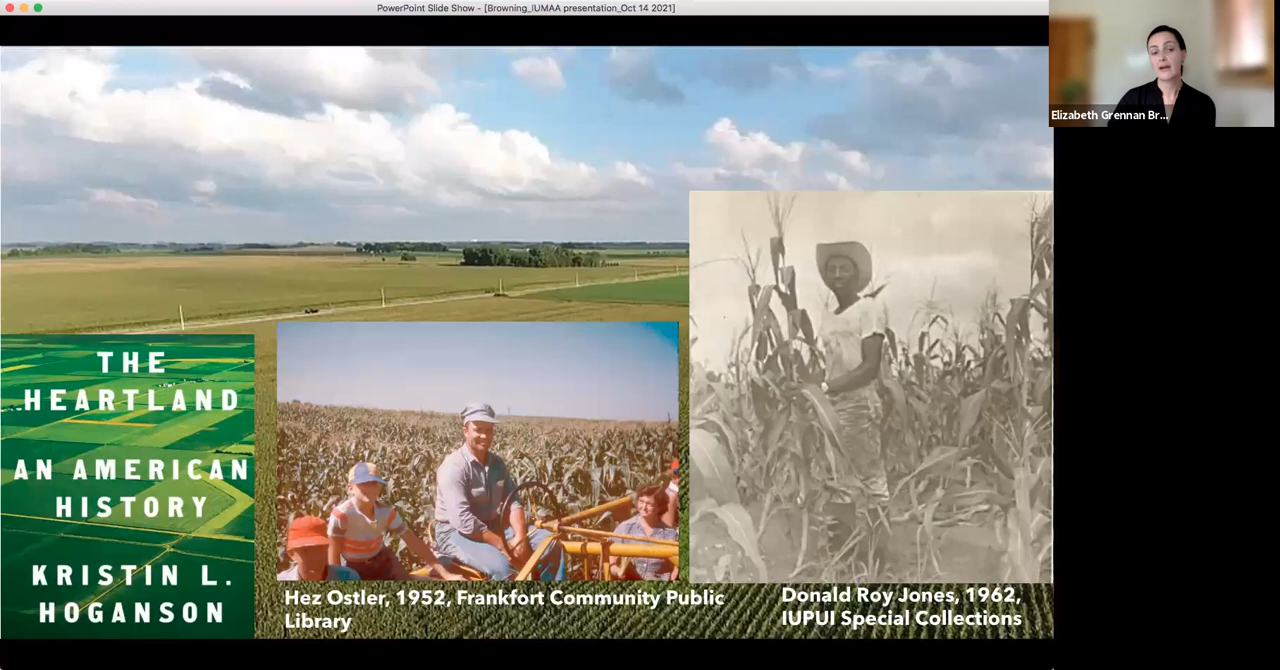 PowerPoint Slide Show - [Browning_IUMAA presentation_Oct 14 2021]
Elizabeth Grennan Br...
THE
HEARTLAND
AN AMERICAN
HISTORY
KRISTIN L.
HOGANSON
Hez Ostler, 1952, Frankfort Community Public
Library
Donald Roy Jones, 1962,
IUPUI Special Collections